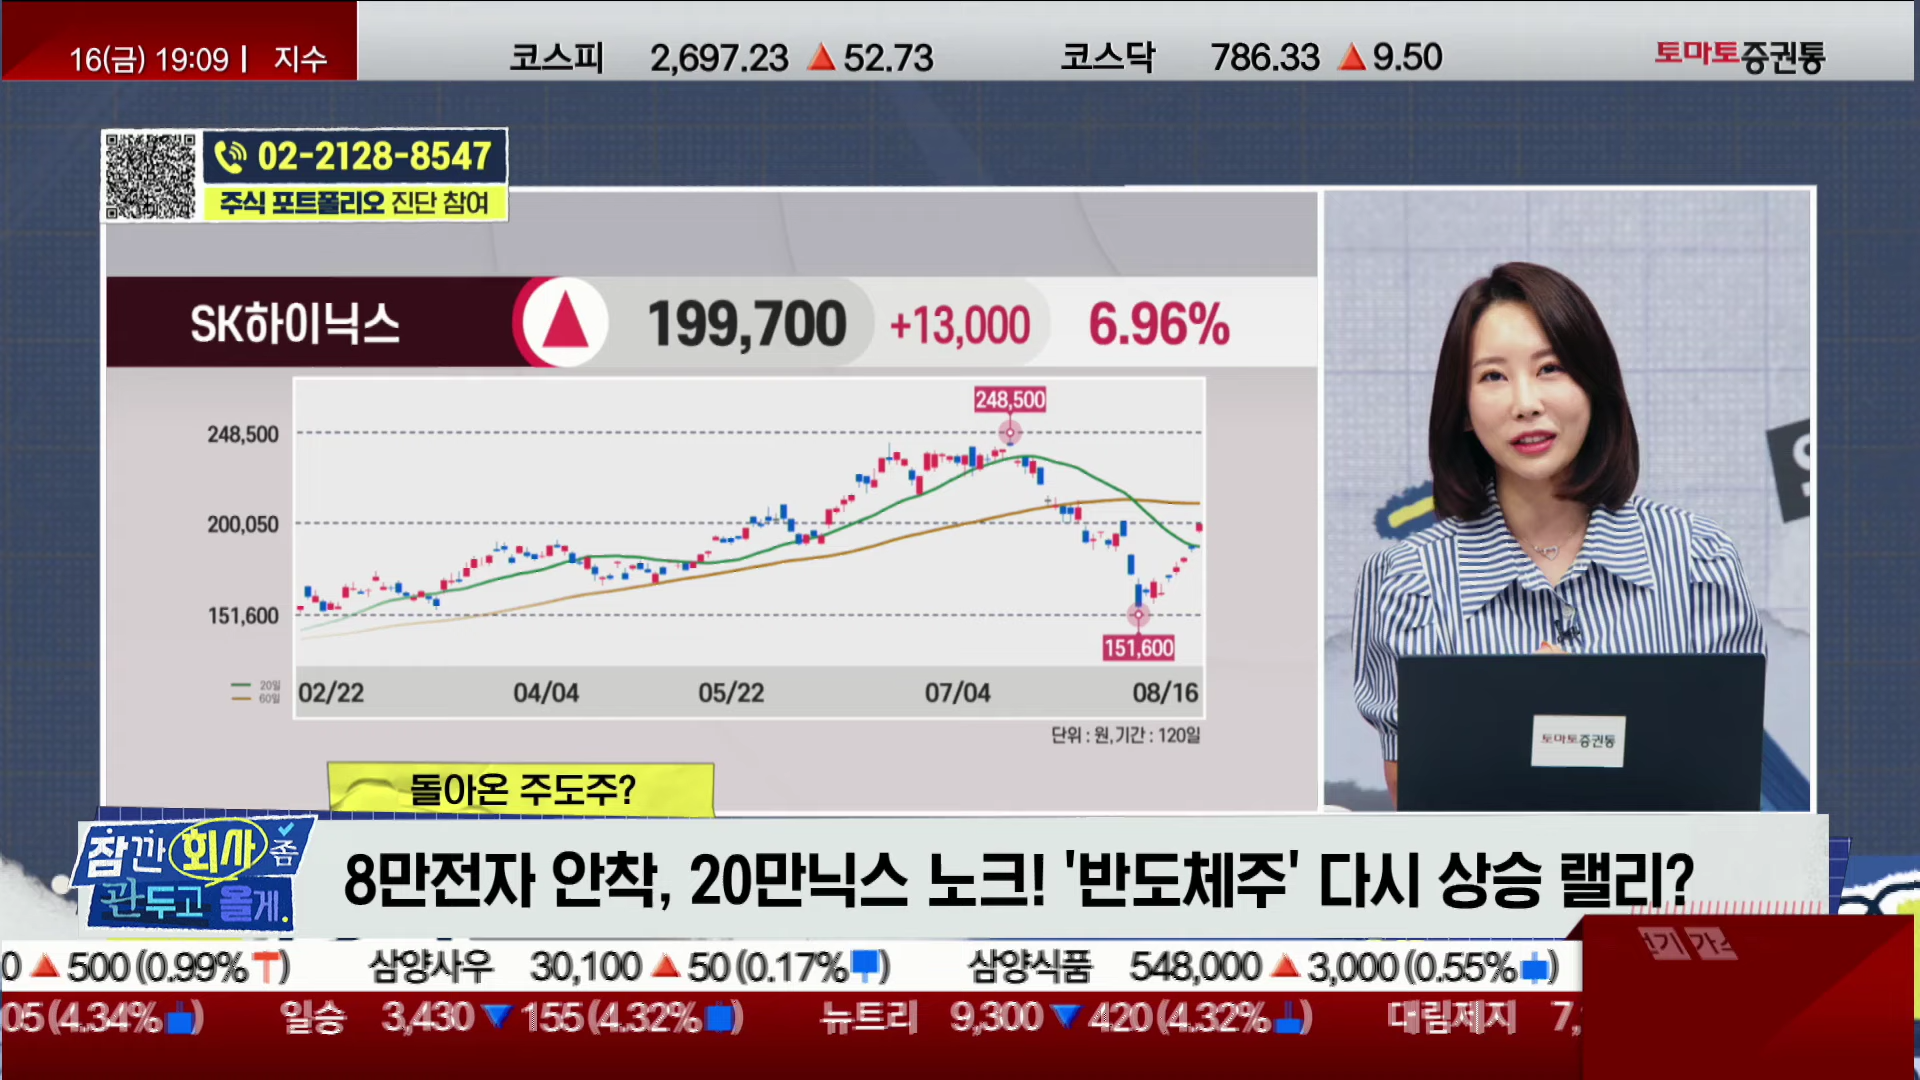 16(금) 19:09 | 지수
코스피 2,697.23 ▲ 52.73 코스닥 786.33 ▲ 9.50
토마토증권통
02-2128-8547
주식 포트폴리오 진단 참여
SK하이닉스 ▲ 199,700 +13,000 6.96%
248,500
248,500
200,050
151,600
151,600
20일
60일
02/22 04/04 05/22 07/04 08/16
단위 : 원, 기간 : 120일
토마토증권통
돌아온 주도주?
잠깐 회사 좀
관두고 올게.
8만전자 안착, 20만닉스 노크! '반도체주' 다시 상승 랠리?
0 ▲ 500 (0.99%) 삼양사우 30,100 ▲ 50 (0.17%) 삼양식품 548,000 ▲ 3,000 (0.55%)
05 (4.34%) 일승 3,430 ▼ 155 (4.32%) 뉴트리 9,300 ▼ 420 (4.32%) 대림제지 7,